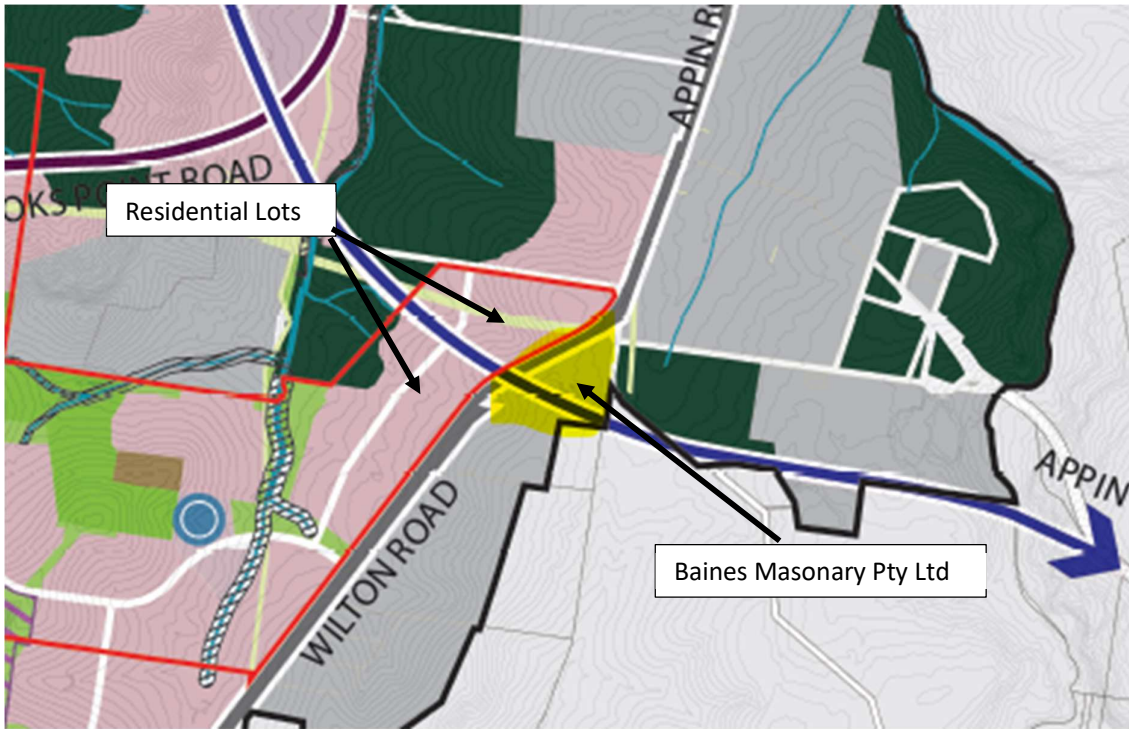 APPIN R
OKS POINT ROAD
Residential Lots
WILTON ROAD
APPIN
Baines Masonary Pty Ltd